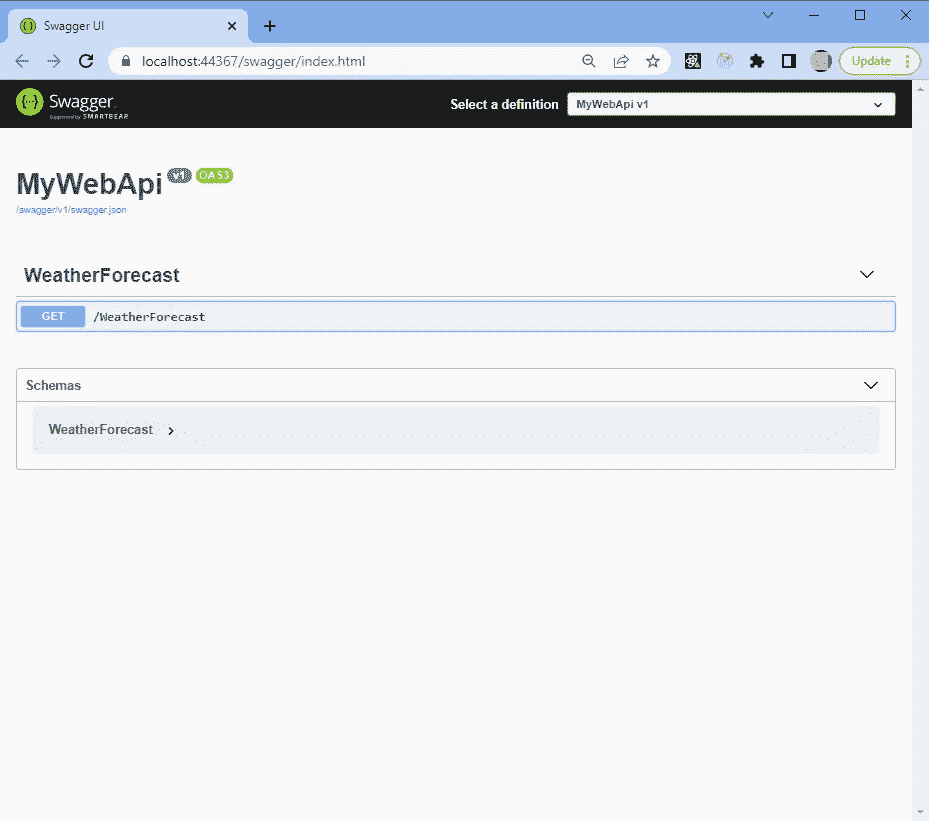 Swagger UI
localhost:44367/swagger/index.html
Update
Swagger.
Supported by SMARTBEAR
Select a definition
MyWebApi v1
MyWebApi v1 OAS3
/swagger/v1/swagger.json
WeatherForecast
GET /WeatherForecast
Schemas
WeatherForecast